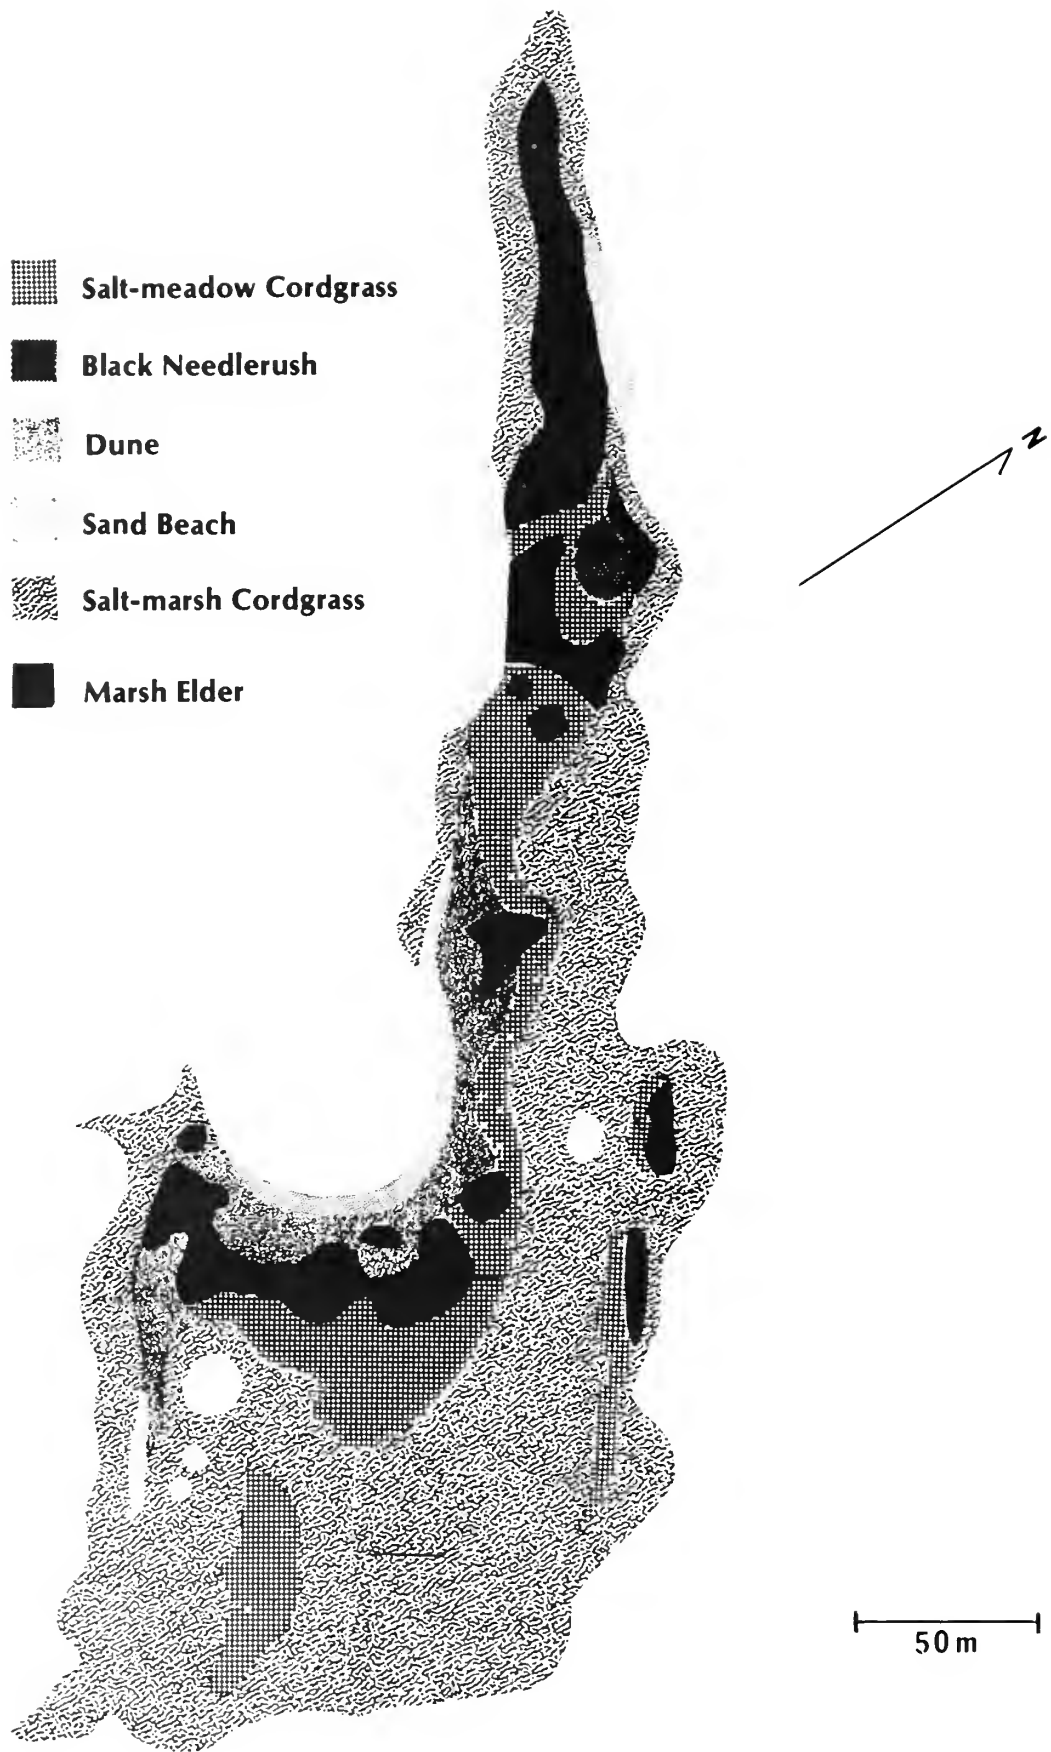 Salt-meadow Cordgrass
Black Needlerush
Dune
Sand Beach
Salt-marsh Cordgrass
Marsh Elder
N
50 m